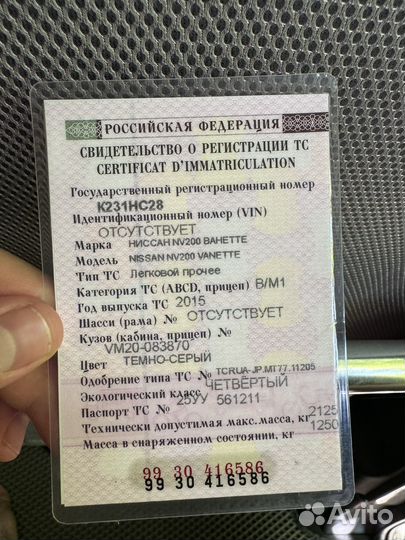 РОССИЙСКАЯ ФЕДЕРАЦИЯ
СВИДЕТЕЛЬСТВО О РЕГИСТРАЦИИ ТС
CERTIFICAT D'IMMATRICULATION
Государственный регистрационный номер
К231НС28
Идентификационный номер (VIN)
ОТСУТСТВУЕТ
Марка НИССАН NV200 ВАНЕТТЕ
Модель NISSAN NV200 VANETTE
Тип ТС Легковой прочее
Категория ТС (ABCD, прицеп) B/M1
Год выпуска ТС 2015
Шасси (рама) № ОТСУТСТВУЕТ
Кузов (кабина, прицеп) №
VM20-083870
Цвет ТЕМНО-СЕРЫЙ
Одобрение типа ТС № TCRUA-JP.MT77.11205
Экологический класс ЧЕТВЁРТЫЙ
Паспорт ТС № 25УУ 561211
Технически допустимая макс.масса, кг 2125
Масса в снаряженном состоянии, кг 1250
99 30 416586
99 30 416586
Avito